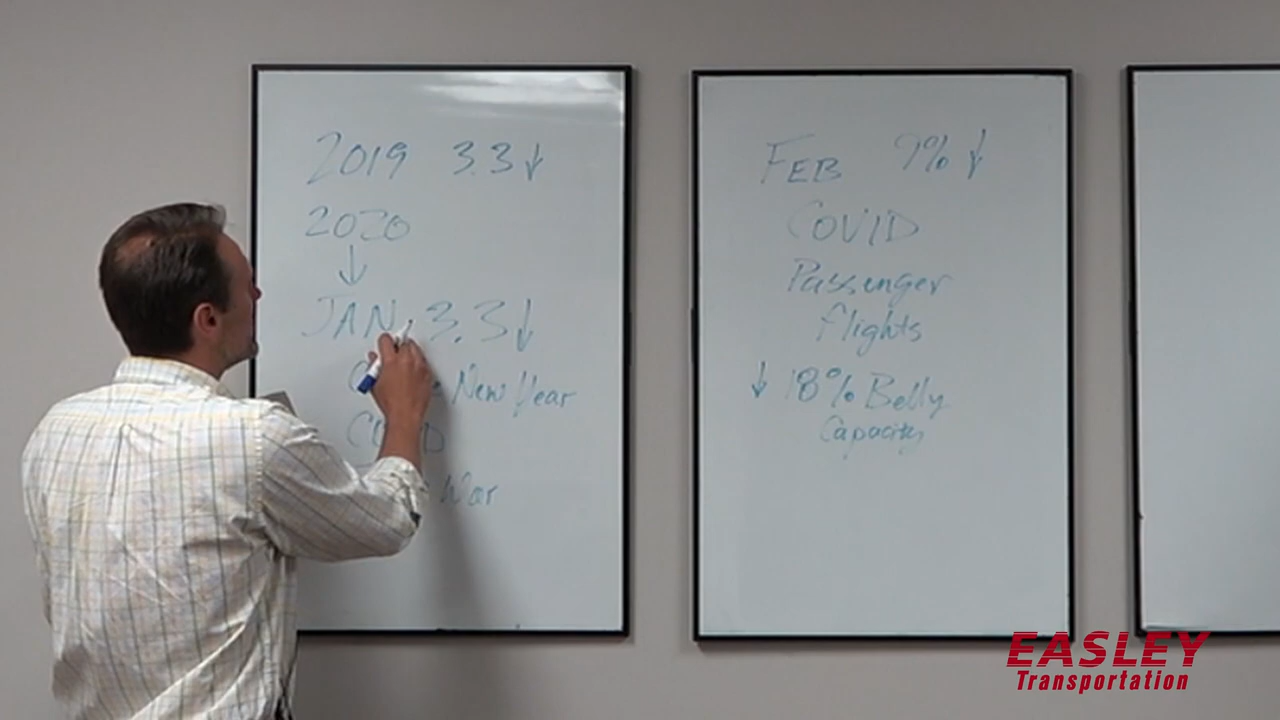 2019 3.3↓
2020
↓
JAN, 3.3↓
New Year
War
FEB 9%↓
COVID
Passenger
flights
↓ 18% Belly
Capacity
EASLEY
Transportation